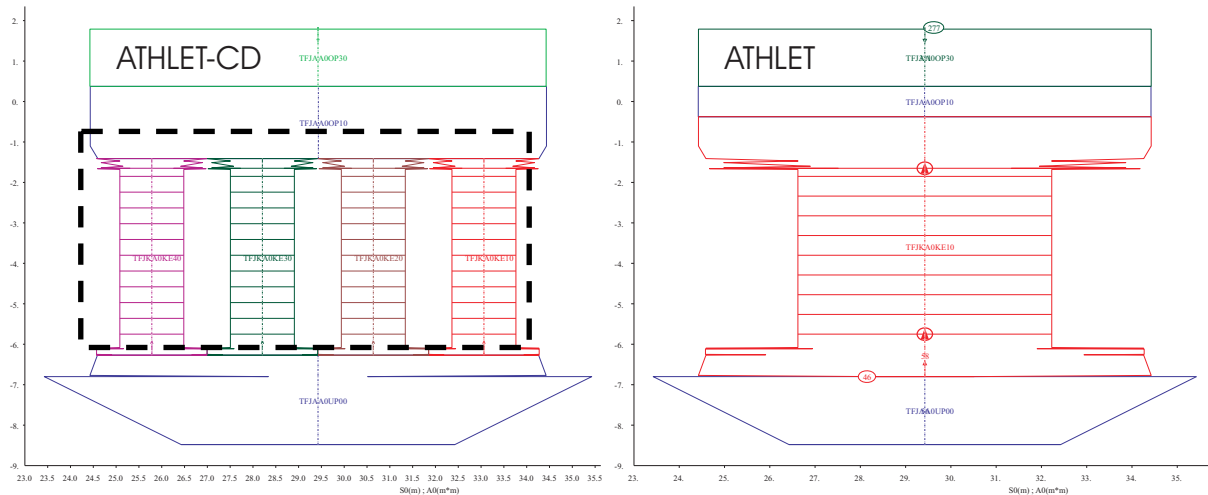 2.
1.
0.
-1.
-2.
-3.
-4.
-5.
-6.
-7.
-8.
-9.
ATHLET-CD
TFJAA0OP30
TFJAA0OP10
TFJKA0KE40 TFJKA0KE30 TFJKA0KE20 TFJKA0KE10
TFJAA0UP00
23.0 24.0 24.5 25.0 25.5 26.0 26.5 27.0 27.5 28.0 28.5 29.0 29.5 30.0 30.5 31.0 31.5 32.0 32.5 33.0 33.5 34.0 34.5 35.0 35.5
S0(m) ; A0(m*m)
2.
1.
0.
-1.
-2.
-3.
-4.
-5.
-6.
-7.
-8.
-9.
277
ATHLET
TFJAA0OP10
A
TFJKA0KE10
A
58
46
TFJAA0UP00
23. 24. 25. 26. 27. 28. 29. 30. 31. 32. 33. 34. 35.
S0(m) ; A0(m*m)